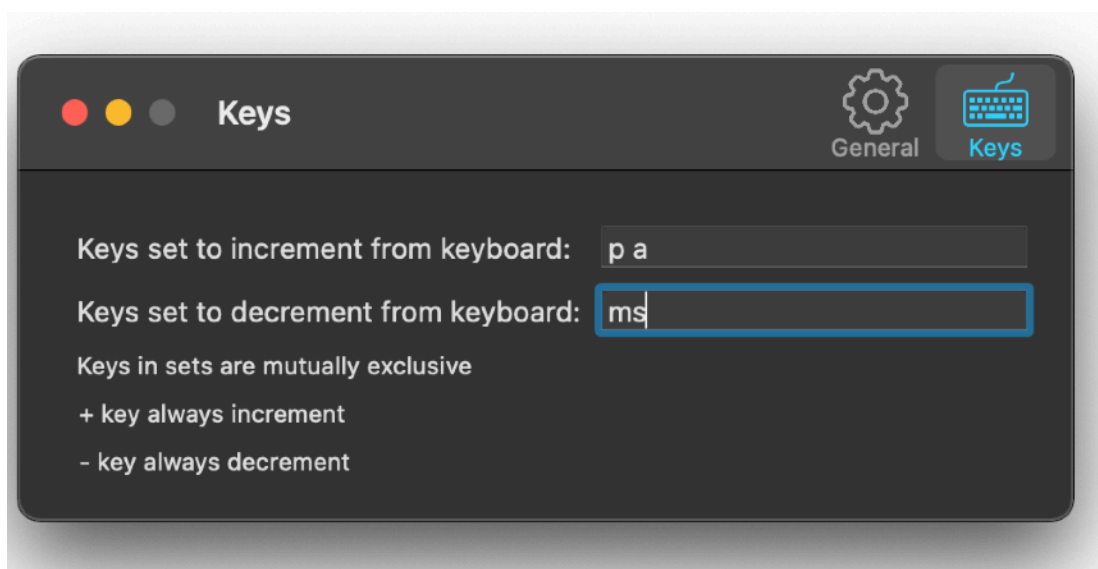 Keys
General
Keys
Keys set to increment from keyboard: p a
Keys set to decrement from keyboard: ms
Keys in sets are mutually exclusive
+ key always increment
- key always decrement